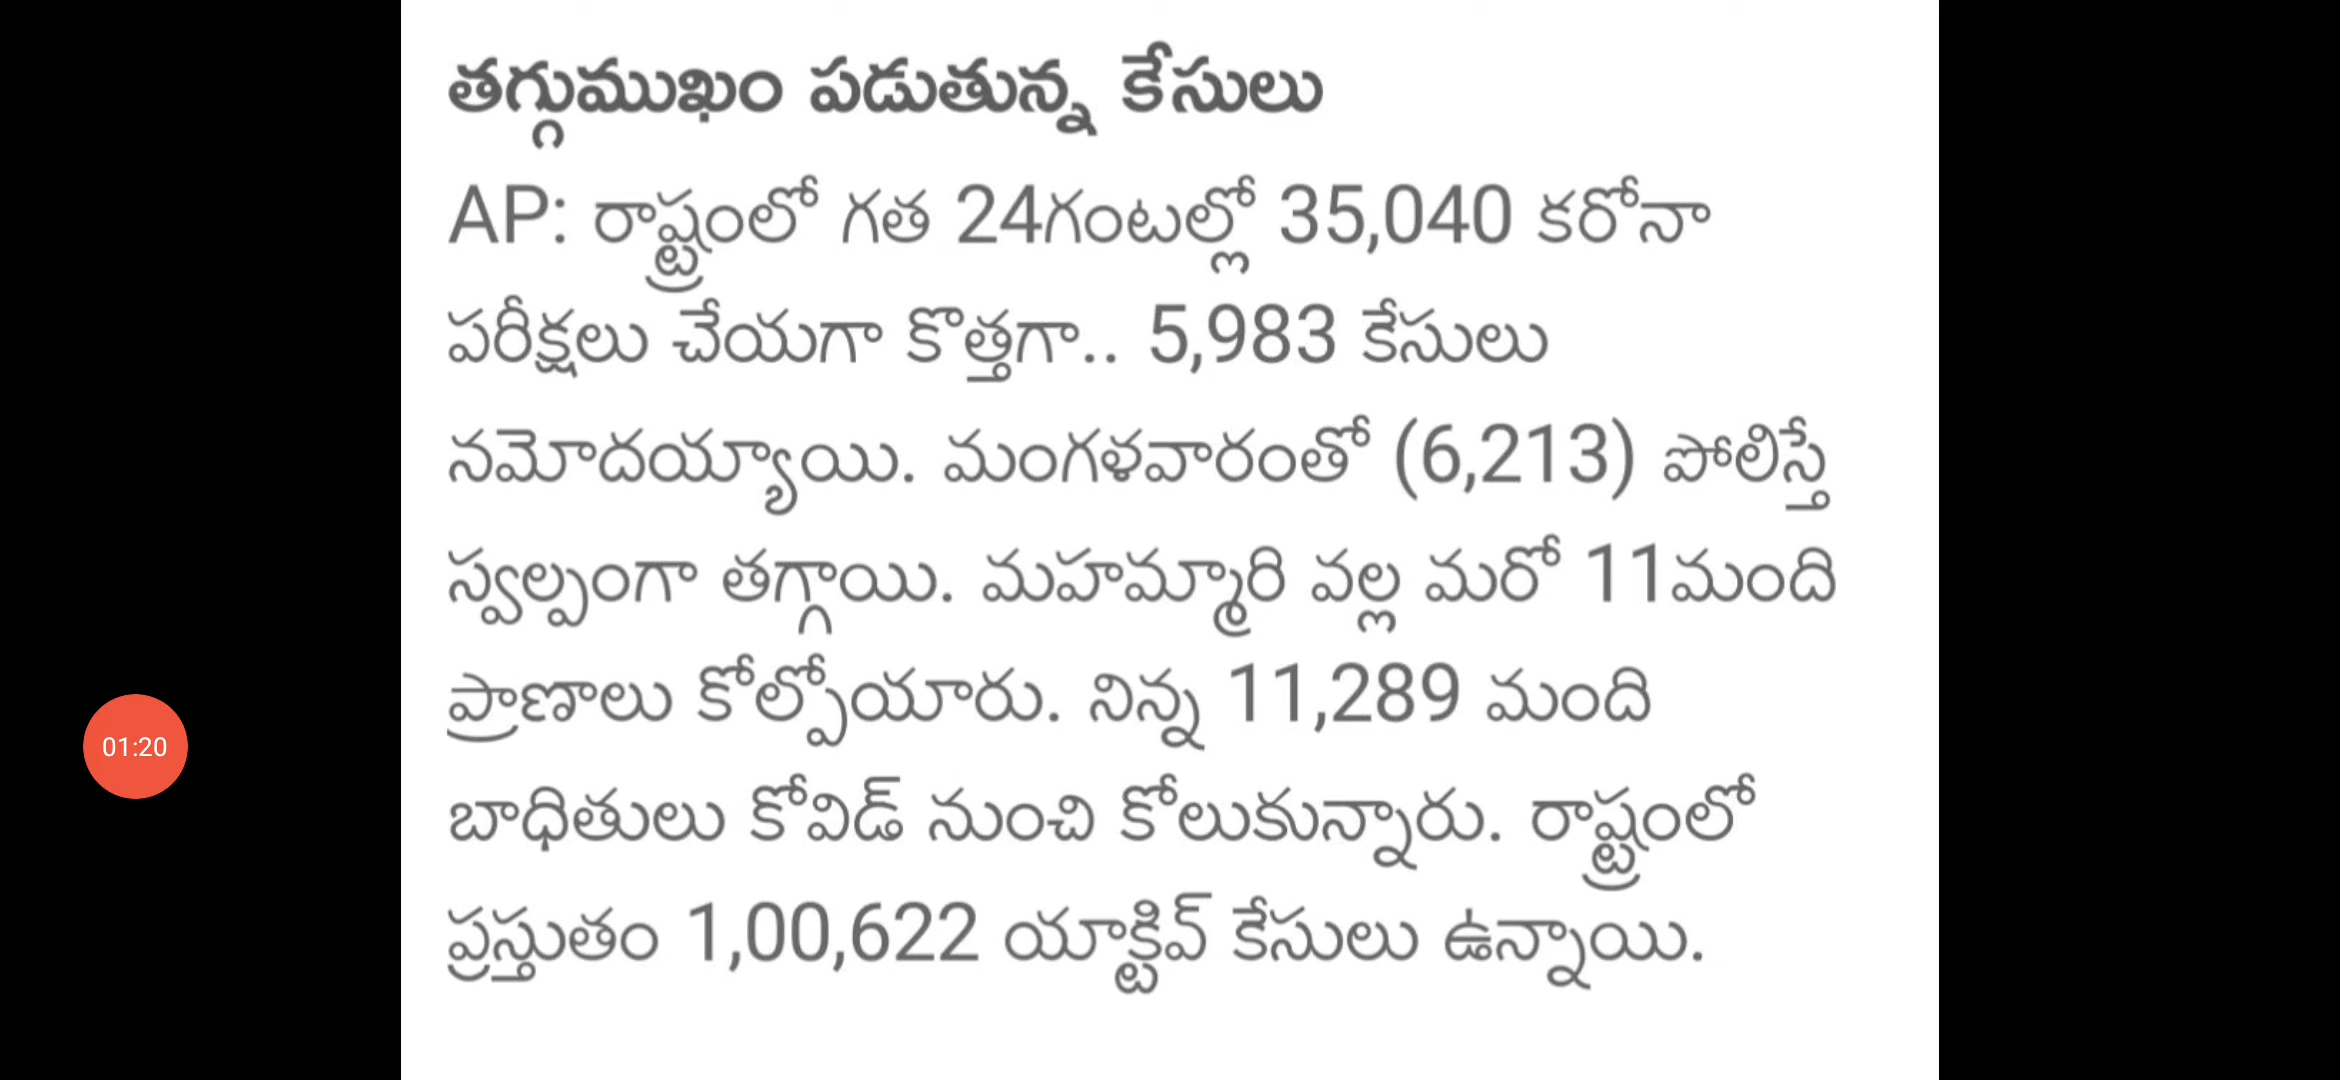 తగ్గుముఖం పడుతున్న కేసులు
AP: రాష్ట్రంలో గత 24గంటల్లో 35,040 కరోనా
పరీక్షలు చేయగా కొత్తగా.. 5,983 కేసులు
నమోదయ్యాయి. మంగళవారంతో (6,213) పోలిస్తే
స్వల్పంగా తగ్గాయి. మహమ్మారి వల్ల మరో 11మంది
ప్రాణాలు కోల్పోయారు. నిన్న 11,289 మంది
బాధితులు కోవిడ్ నుంచి కోలుకున్నారు. రాష్ట్రంలో
ప్రస్తుతం 1,00,622 యాక్టివ్ కేసులు ఉన్నాయి.
01:20